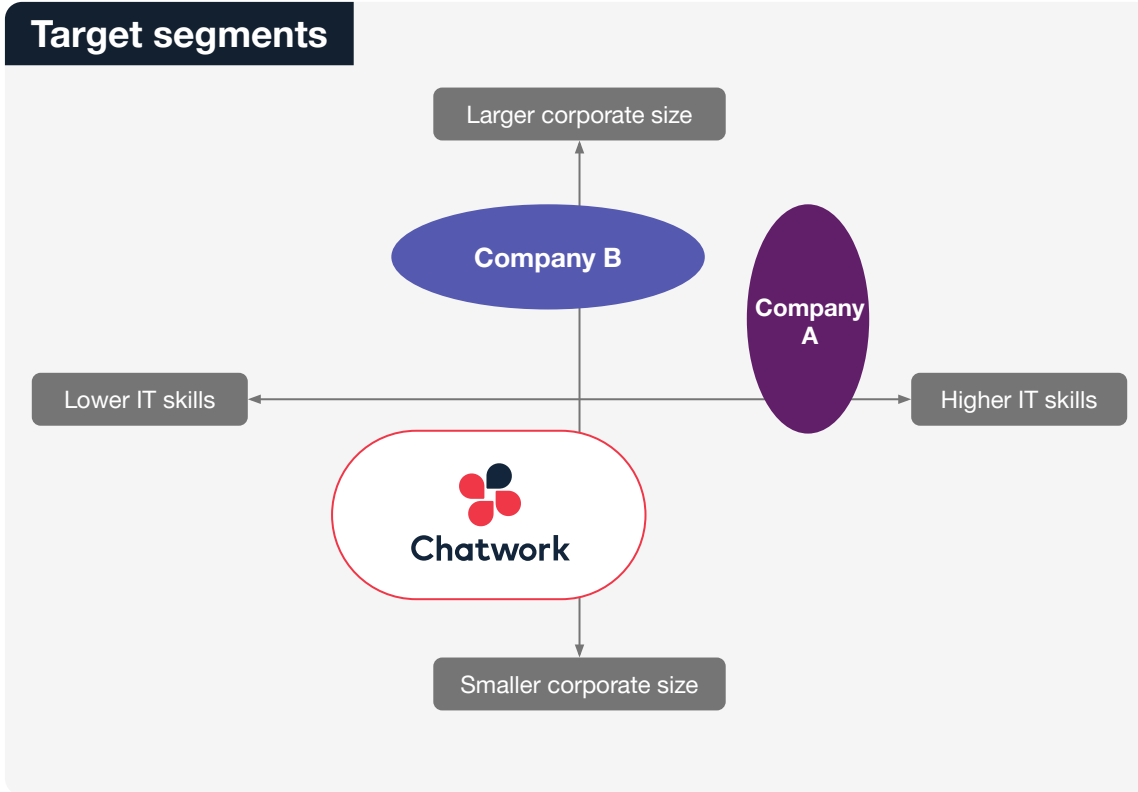 Target segments
Larger corporate size
Company B
Company
A
Lower IT skills
Higher IT skills
Chatwork
Smaller corporate size